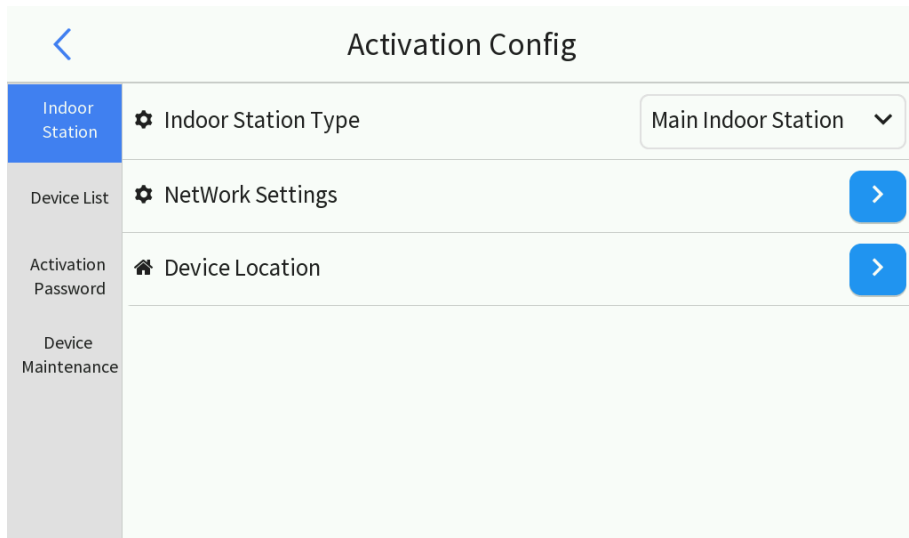 Activation Config
Indoor
Station
Device List
Activation
Password
Device
Maintenance
Indoor Station Type
Main Indoor Station
NetWork Settings
Device Location